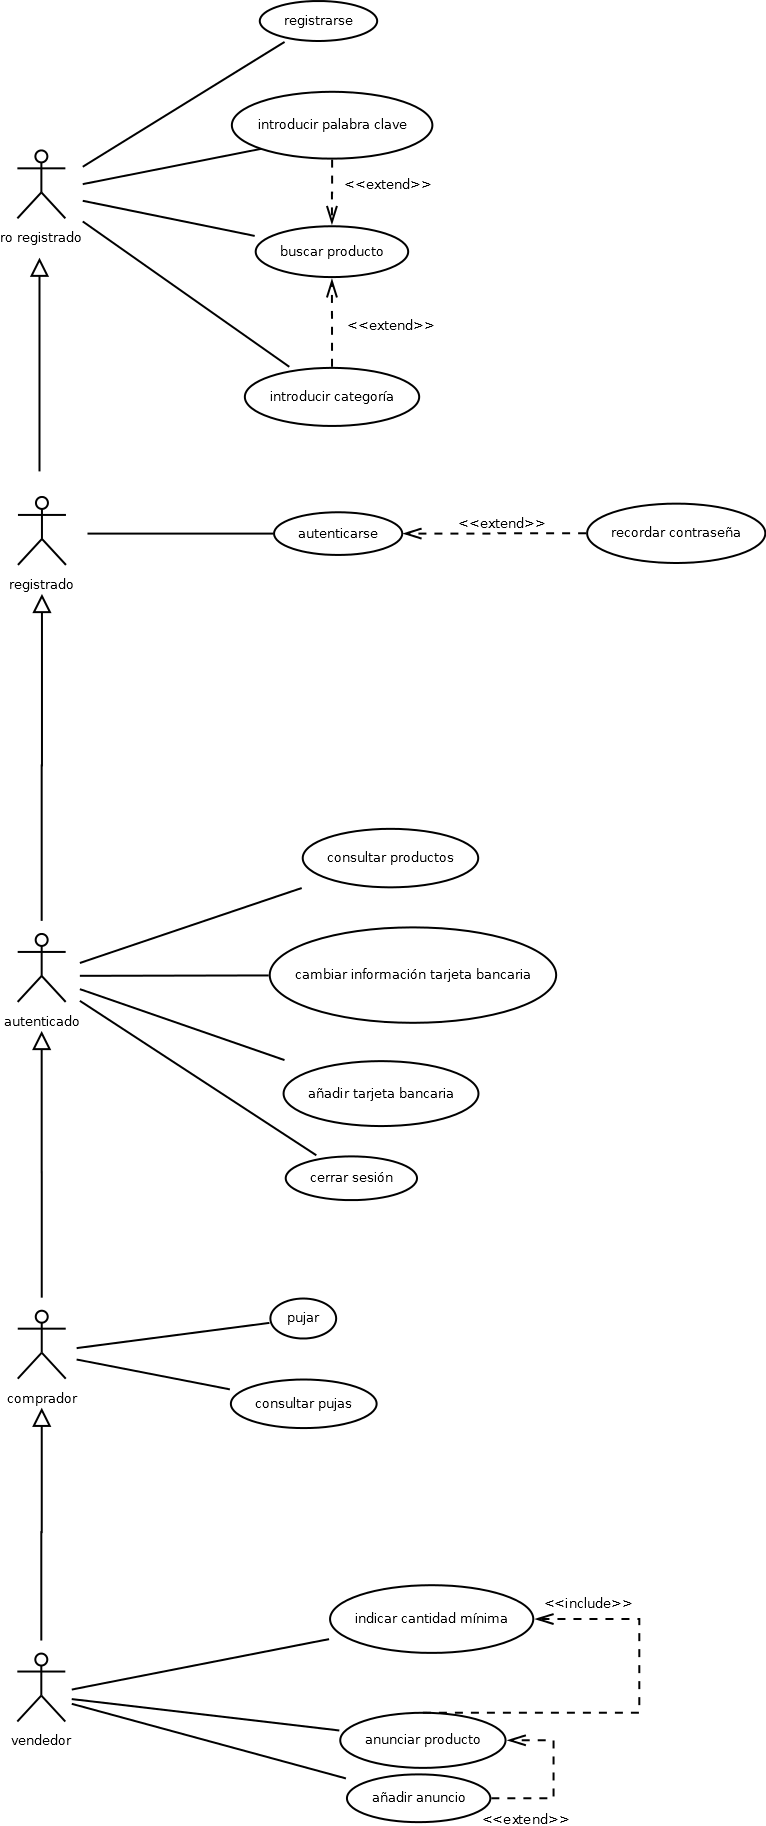 registrarse
introducir palabra clave
<<extend>>
ro registrado
buscar producto
<<extend>>
introducir categoría
autenticarse
<<extend>>
recordar contraseña
registrado
consultar productos
cambiar información tarjeta bancaria
autenticado
añadir tarjeta bancaria
cerrar sesión
pujar
comprador
consultar pujas
<<include>>
indicar cantidad mínima
vendedor
anunciar producto
añadir anuncio
<<extend>>